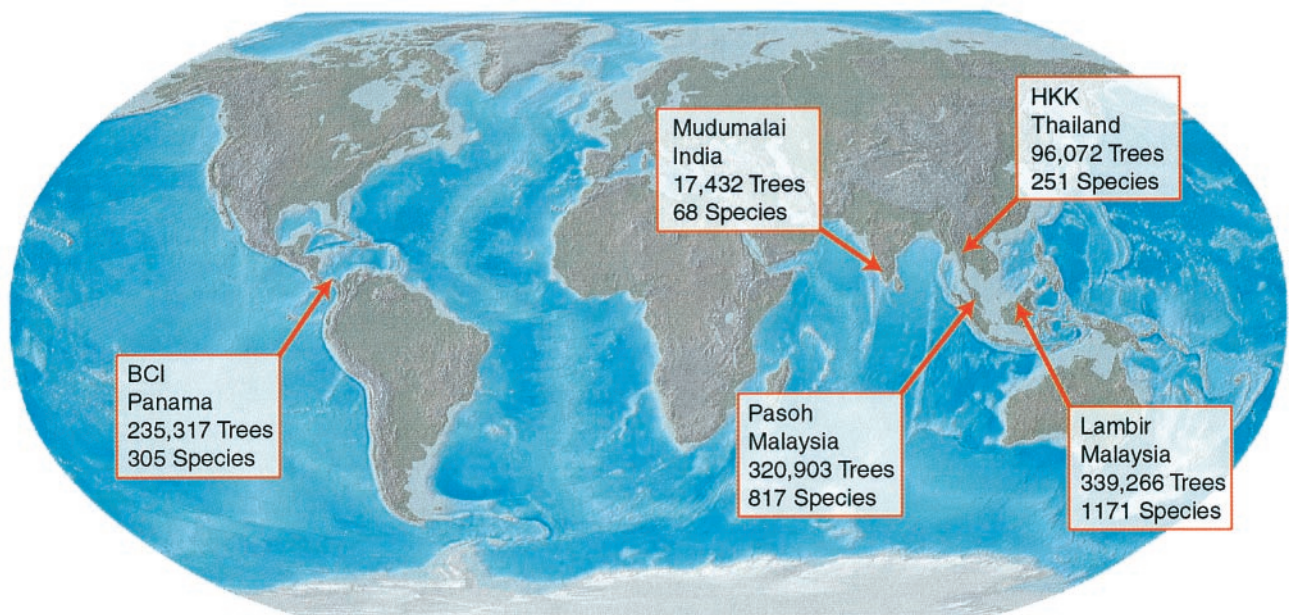 HKK
Thailand
96,072 Trees
251 Species
Mudumalai
India
17,432 Trees
68 Species
BCI
Panama
235,317 Trees
305 Species
Pasoh
Malaysia
320,903 Trees
817 Species
Lambir
Malaysia
339,266 Trees
1171 Species